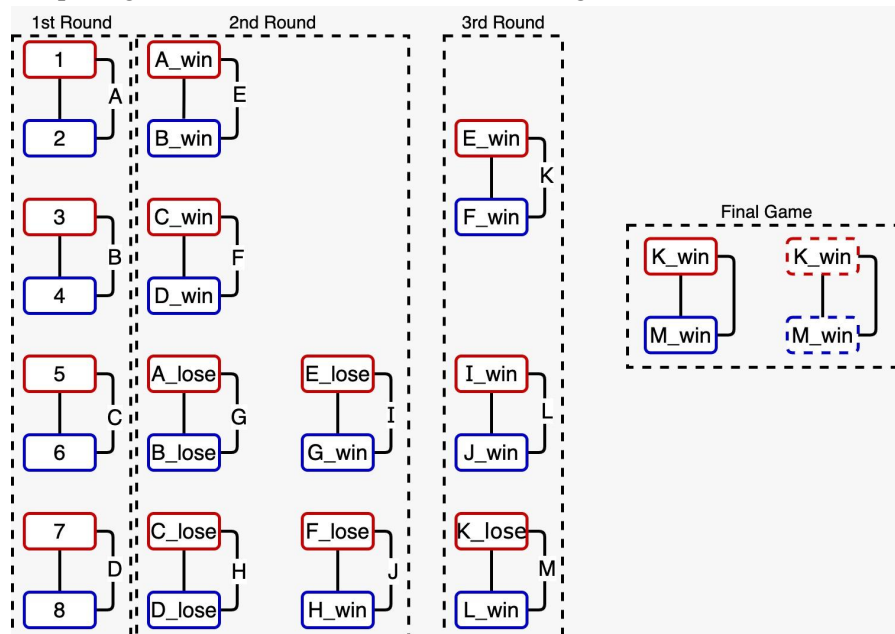 1st Round
2nd Round
3rd Round
1
A_win
A
E
2
B_win
E_win
K
3
C_win
F_win
B
F
Final Game
4
D_win
K_win
K_win
M_win
M_win
5
A_lose
E_lose
I_win
C
G
I
L
6
B_lose
G_win
J_win
7
C_lose
F_lose
K_lose
D
H
J
M
8
D_lose
H_win
L_win